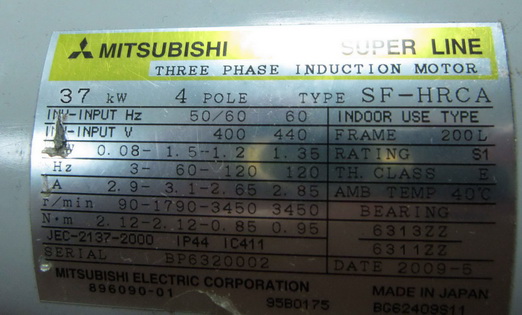 MITSUBISHI SUPER LINE
THREE PHASE INDUCTION MOTOR
37 kW 4 POLE TYPE SF-HRCA
INV-INPUT Hz 50/60 60 INDOOR USE TYPE
INV-INPUT V 400 440 FRAME 200L
0.08- 1.5-1.2 1.35 RATING S1
Hz 3- 60-120 120 TH. CLASS E
A 2.9- 3.1-2.65 2.85 AMB TEMP 40℃
r/min 90-1790-3450 3450 BEARING
N·m 2.12-2.12-0.85 0.95 6313ZZ
JEC-2137-2000 IP44 IC411 6311ZZ
SERIAL BP6320002 DATE 2009-5
MITSUBISHI ELECTRIC CORPORATION MADE IN JAPAN
896090-01 95B0175 BG62409S11